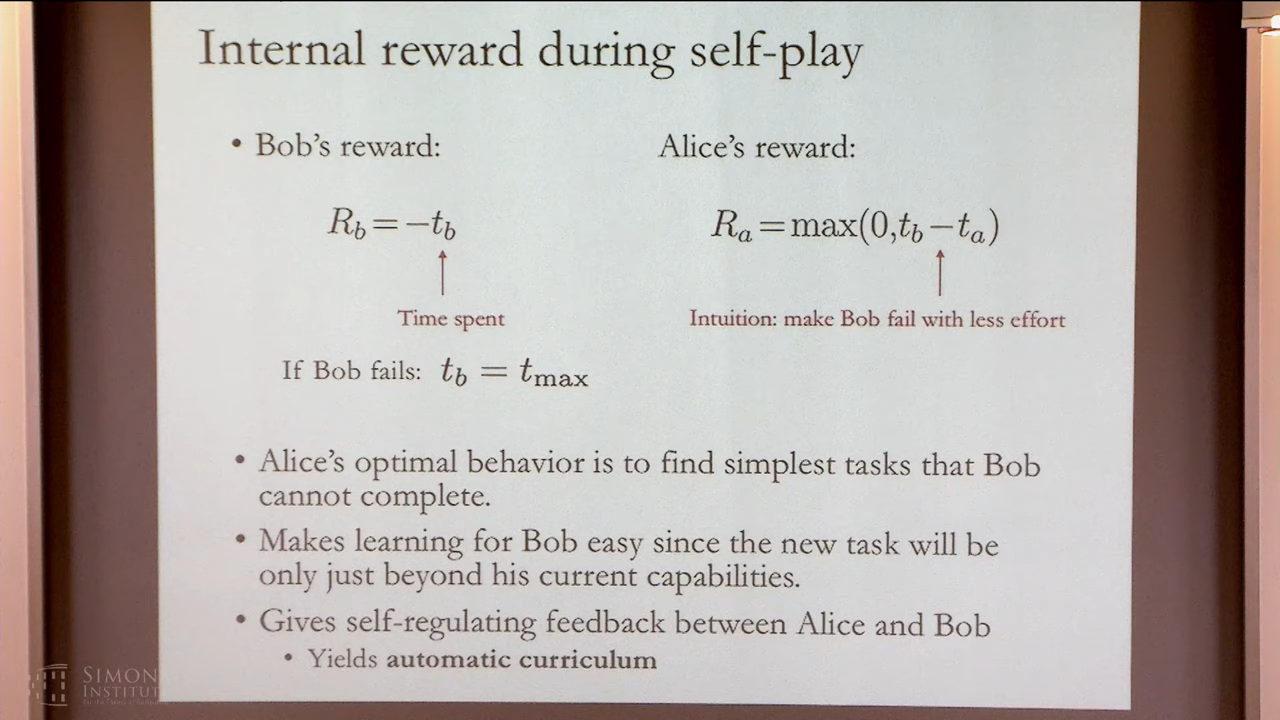 Internal reward during self-play
• Bob's reward:
Alice's reward:
R_b = −t_b
R_a = max(0,t_b − t_a)
Time spent
Intuition: make Bob fail with less effort
If Bob fails: t_b = t_max
• Alice's optimal behavior is to find simplest tasks that Bob
cannot complete.
• Makes learning for Bob easy since the new task will be
only just beyond his current capabilities.
• Gives self-regulating feedback between Alice and Bob
• Yields automatic curriculum
SIMON
INSTITUT